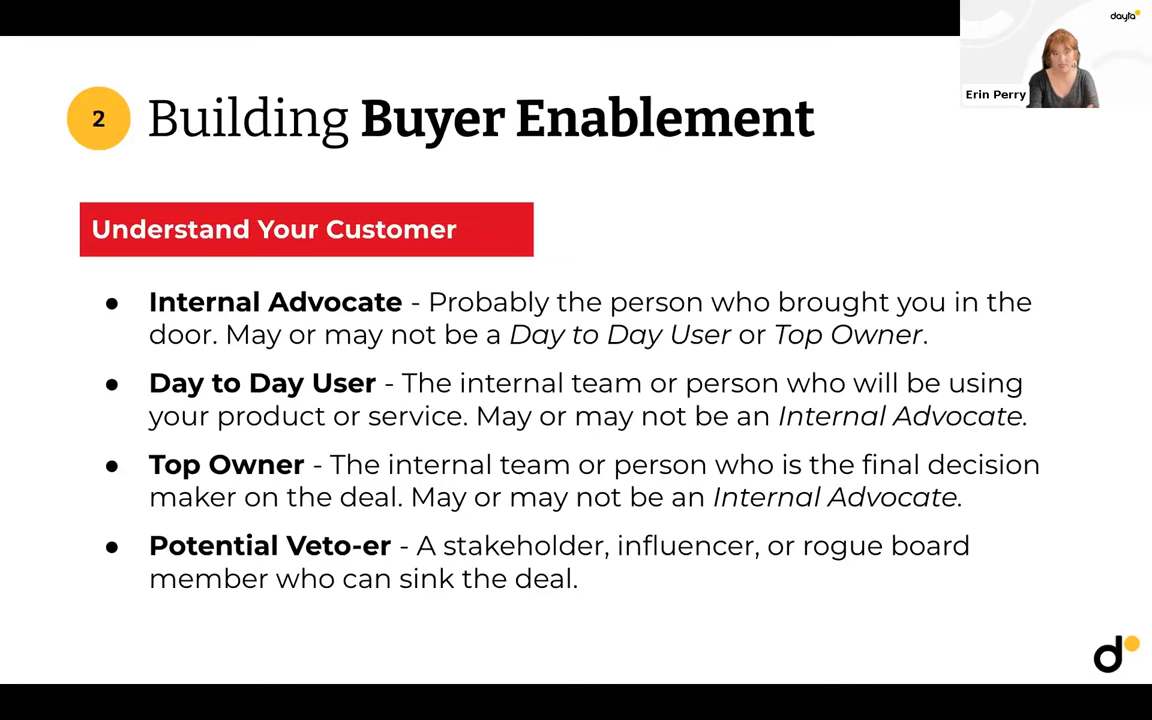 dayta
Erin Perry
2
Building Buyer Enablement
Understand Your Customer
● Internal Advocate - Probably the person who brought you in the
door. May or may not be a Day to Day User or Top Owner.
● Day to Day User - The internal team or person who will be using
your product or service. May or may not be an Internal Advocate.
● Top Owner - The internal team or person who is the final decision
maker on the deal. May or may not be an Internal Advocate.
● Potential Veto-er - A stakeholder, influencer, or rogue board
member who can sink the deal.
d